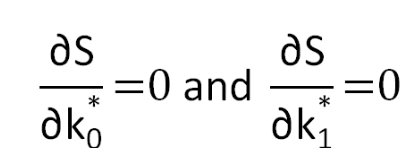 ∂S/∂k₀* = 0 and ∂S/∂k₁* = 0